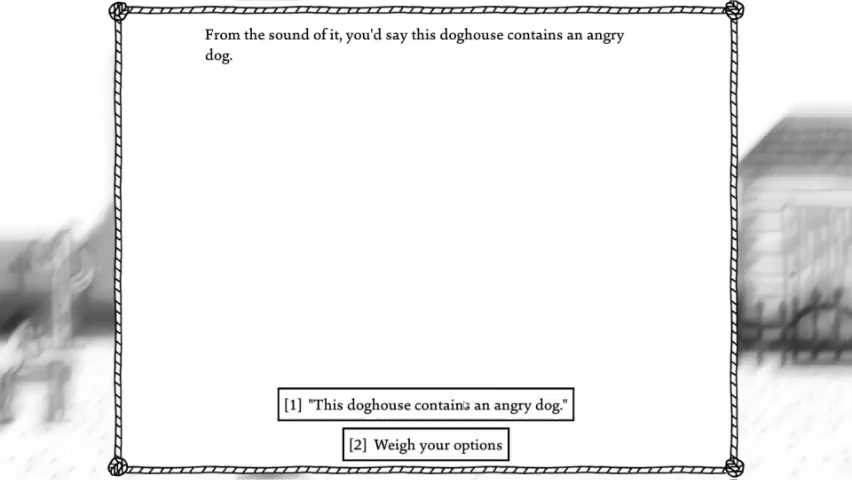 From the sound of it, you'd say this doghouse contains an angry
dog.
[1] "This doghouse contains an angry dog."
[2] Weigh your options